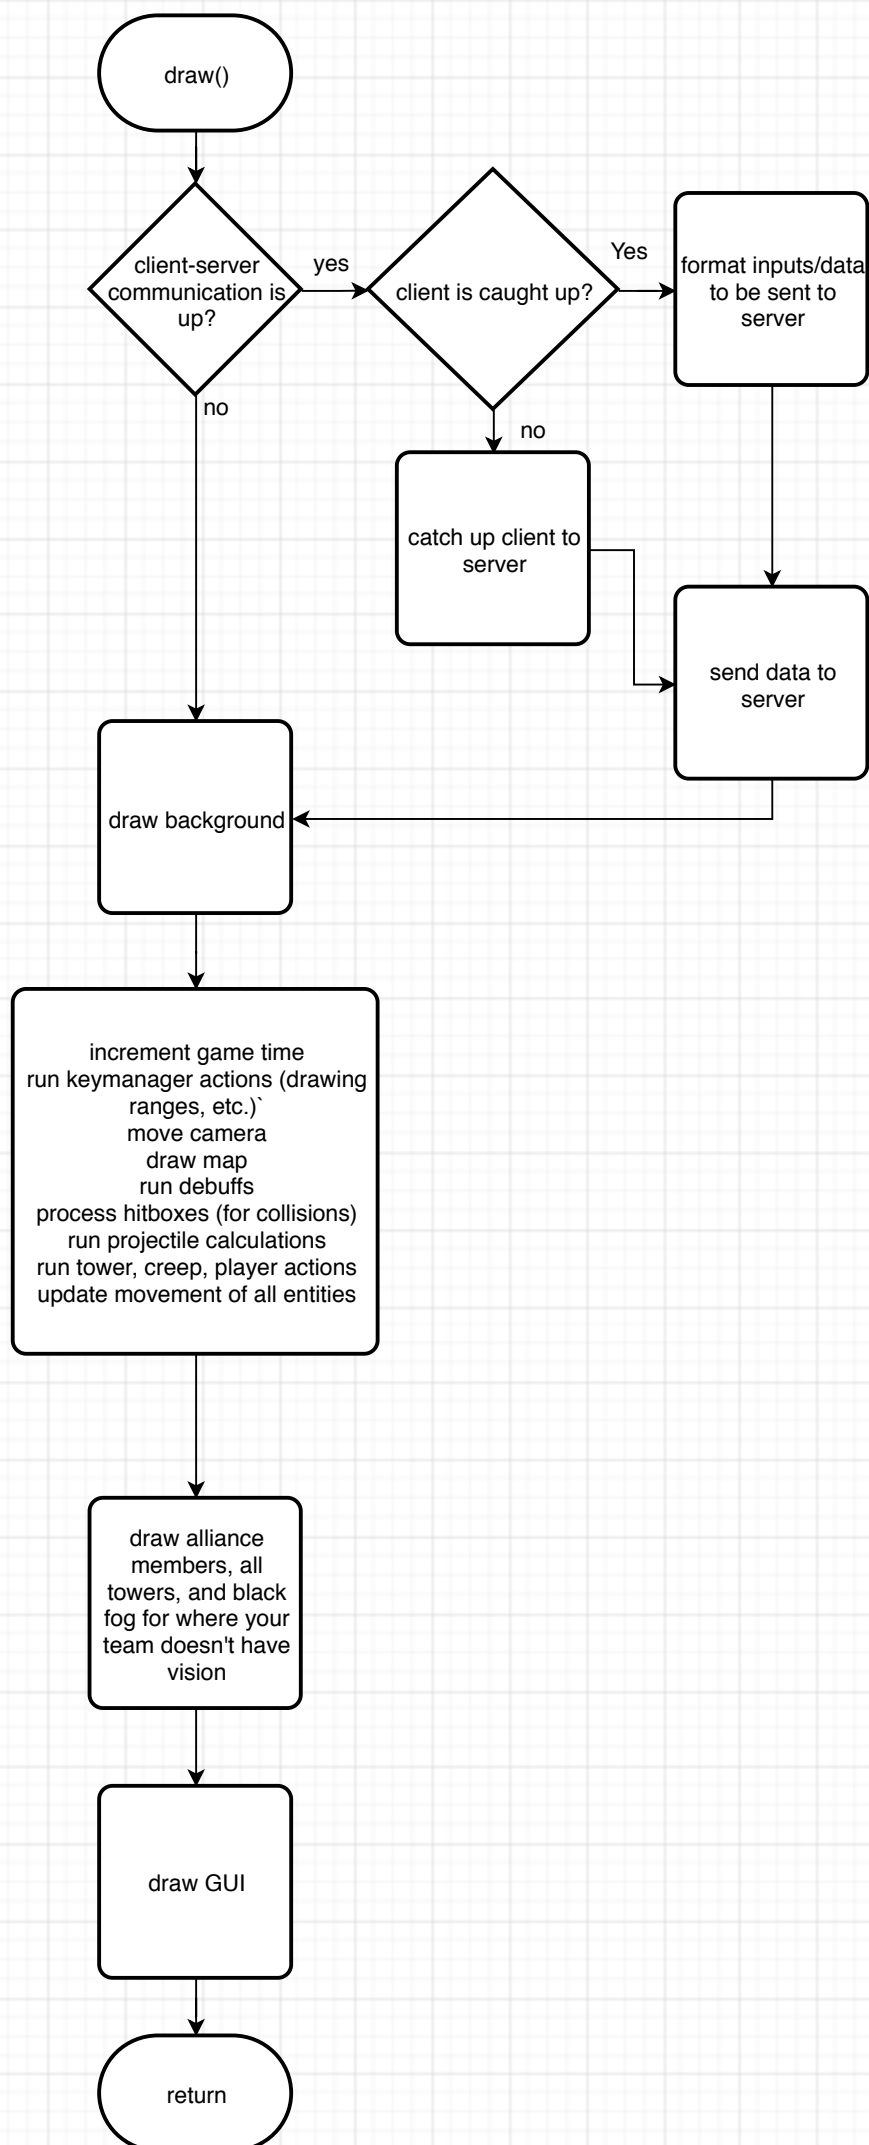 draw()
client-server
communication is
up?
yes
client is caught up?
Yes
format inputs/data
to be sent to
server
no
no
catch up client to
server
send data to
server
draw background
increment game time
run keymanager actions (drawing
ranges, etc.)`
move camera
draw map
run debuffs
process hitboxes (for collisions)
run projectile calculations
run tower, creep, player actions
update movement of all entities
draw alliance
members, all
towers, and black
fog for where your
team doesn't have
vision
draw GUI
return